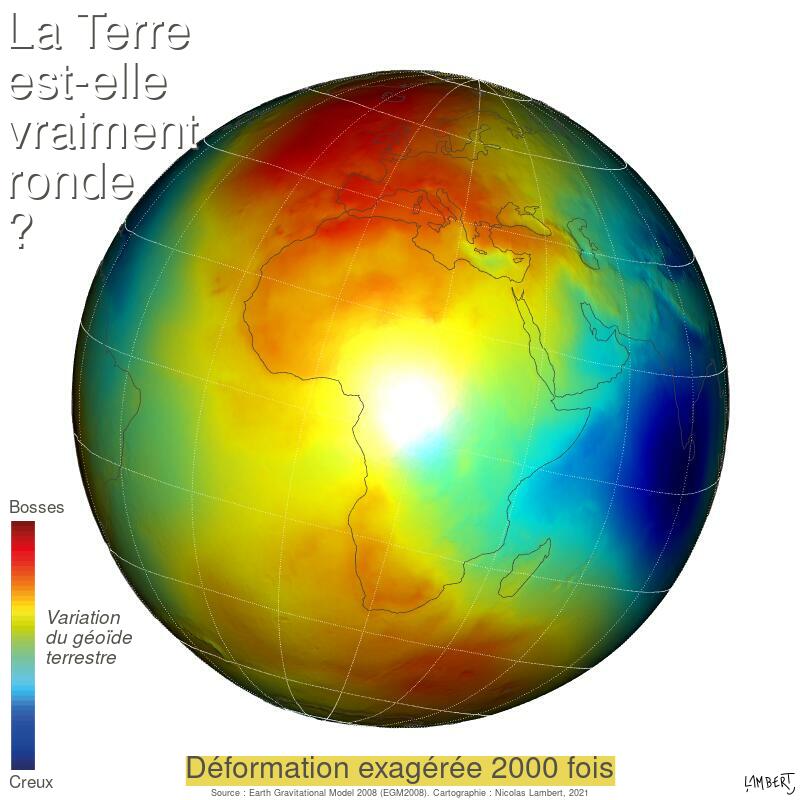 La Terre
est-elle
vraiment
ronde
?
Bosses
Variation
du géoïde
terrestre
Creux
Déformation exagérée 2000 fois
Source : Earth Gravitational Model 2008 (EGM2008). Cartographie : Nicolas Lambert, 2021
LAMBERT